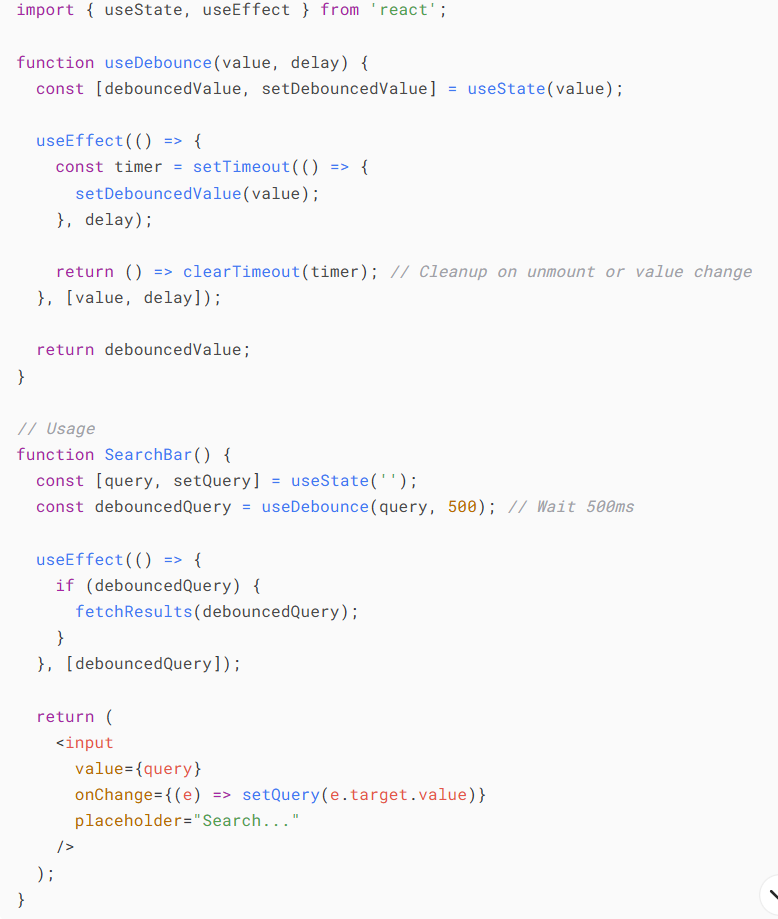 import { useState, useEffect } from 'react';

function useDebounce(value, delay) {
  const [debouncedValue, setDebouncedValue] = useState(value);

  useEffect(() => {
    const timer = setTimeout(() => {
      setDebouncedValue(value);
    }, delay);

    return () => clearTimeout(timer); // Cleanup on unmount or value change
  }, [value, delay]);

  return debouncedValue;
}

// Usage
function SearchBar() {
  const [query, setQuery] = useState('');
  const debouncedQuery = useDebounce(query, 500); // Wait 500ms

  useEffect(() => {
    if (debouncedQuery) {
      fetchResults(debouncedQuery);
    }
  }, [debouncedQuery]);

  return (
    <input
      value={query}
      onChange={(e) => setQuery(e.target.value)}
      placeholder="Search..."
    />
  );
}